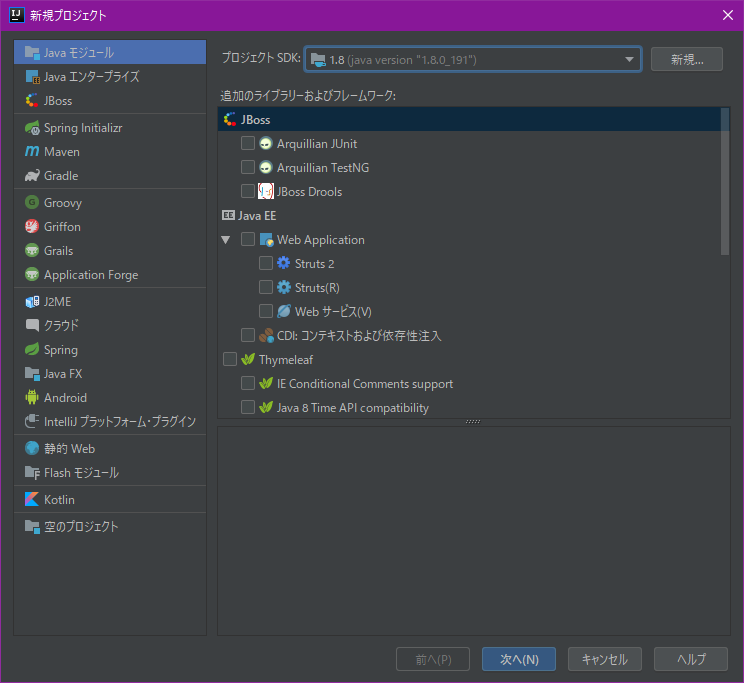 新規プロジェクト
Java モジュール
Java エンタープライズ
JBoss
Spring Initializr
Maven
Gradle
Groovy
Griffon
Grails
Application Forge
J2ME
クラウド
Spring
Java FX
Android
IntelliJ プラットフォーム・プラグイン
静的 Web
Flash モジュール
Kotlin
空のプロジェクト
プロジェクト SDK: 1.8 (java version "1.8.0_191") 新規...
追加のライブラリーおよびフレームワーク:
JBoss
Arquillian JUnit
Arquillian TestNG
JBoss Drools
Java EE
Web Application
Struts 2
Struts(R)
Web サービス(V)
CDI: コンテキストおよび依存性注入
Thymeleaf
IE Conditional Comments support
Java 8 Time API compatibility
前へ(P) 次へ(N) キャンセル ヘルプ